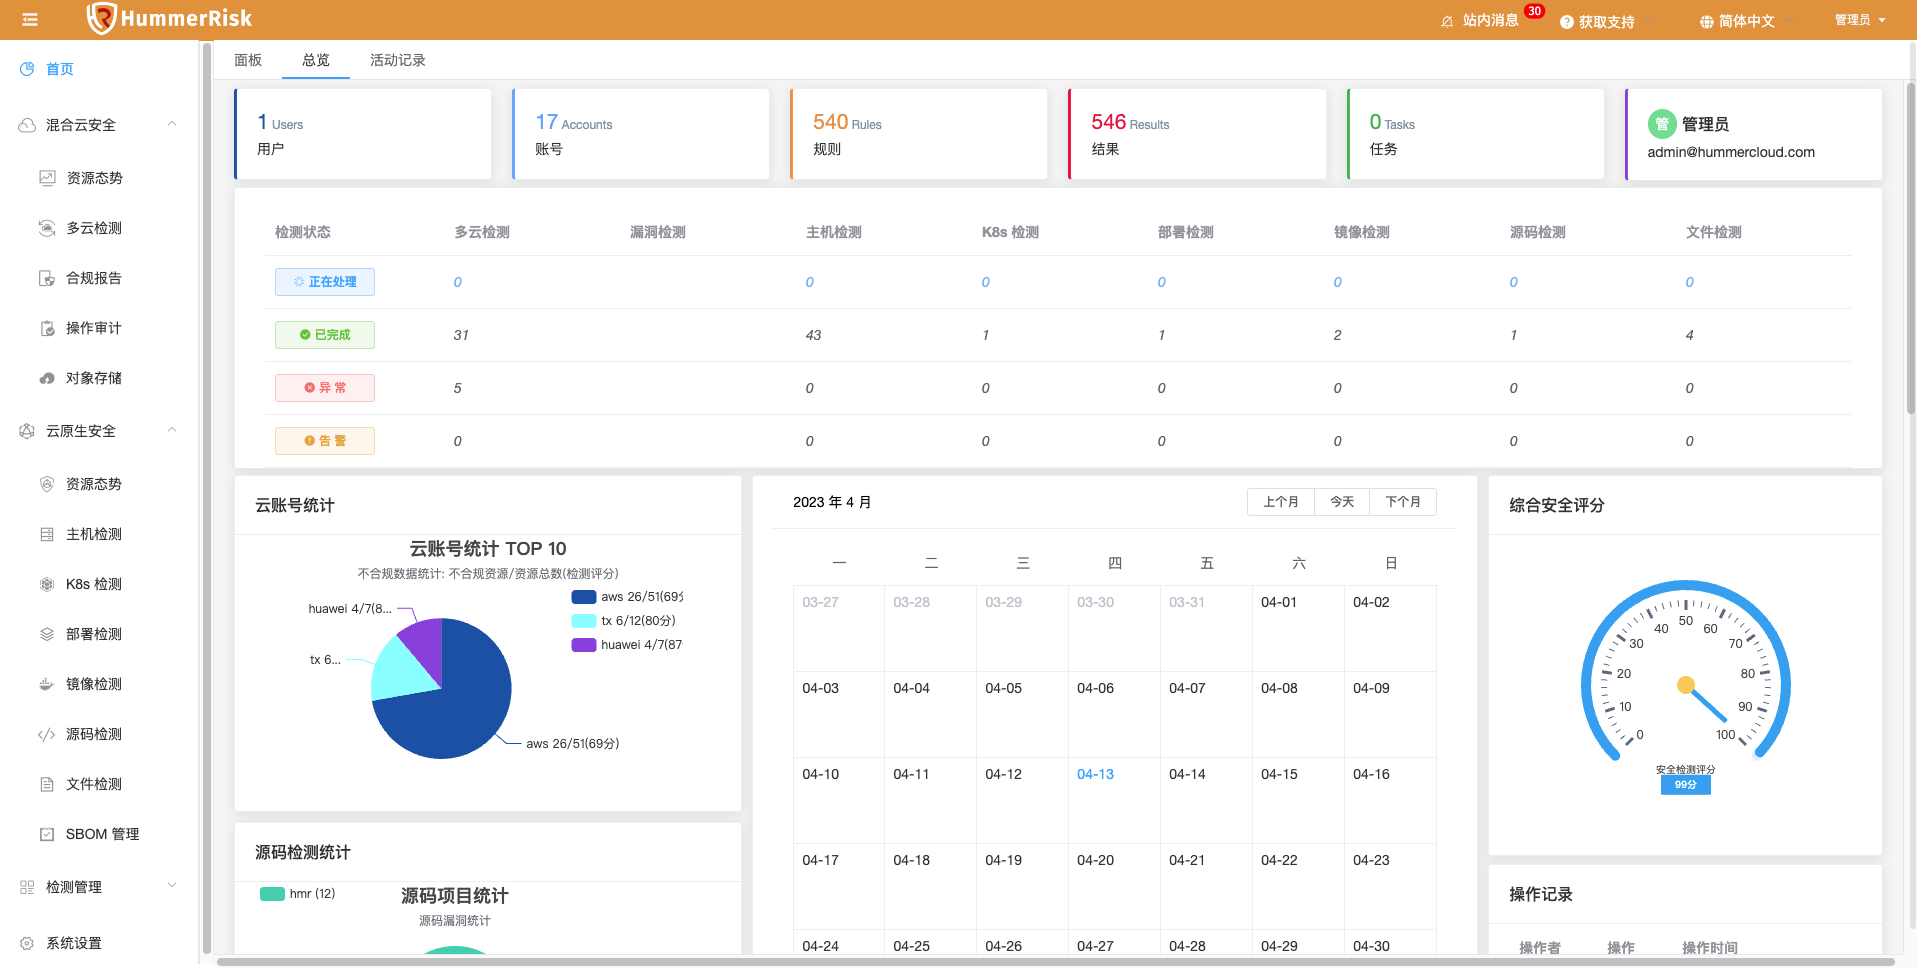 HummerRisk
站内消息 30
获取支持
简体中文
管理员
首页
混合云安全
资源态势
多云检测
合规报告
操作审计
对象存储
云原生安全
资源态势
主机检测
K8s 检测
部署检测
镜像检测
源码检测
文件检测
SBOM 管理
检测管理
系统设置
面板 总览 活动记录
1 Users
用户
17 Accounts
账号
540 Rules
规则
546 Results
结果
0 Tasks
任务
管 管理员
admin@hummercloud.com
检测状态 多云检测 漏洞检测 主机检测 K8s 检测 部署检测 镜像检测 源码检测 文件检测
正在处理 0 0 0 0 0 0 0
已完成 31 43 1 1 2 1 4
异 常 5 0 0 0 0 0 0
告 警 0 0 0 0 0 0 0
云账号统计
云账号统计 TOP 10
不合规数据统计: 不合规资源/资源总数(检测评分)
aws 26/51(69分
tx 6/12(80分)
huawei 4/7(87
huawei 4/7(8...
tx 6...
aws 26/51(69分)
源码检测统计
hmr (12)
源码项目统计
源码漏洞统计
2023 年 4 月
上个月 今天 下个月
一 二 三 四 五 六 日
03-27 03-28 03-29 03-30 03-31 04-01 04-02
04-03 04-04 04-05 04-06 04-07 04-08 04-09
04-10 04-11 04-12 04-13 04-14 04-15 04-16
04-17 04-18 04-19 04-20 04-21 04-22 04-23
04-24 04-25 04-26 04-27 04-28 04-29 04-30
综合安全评分
0 10 20 30 40 50 60 70 80 90 100
安全检测评分
99分
操作记录
操作者 操作 操作时间